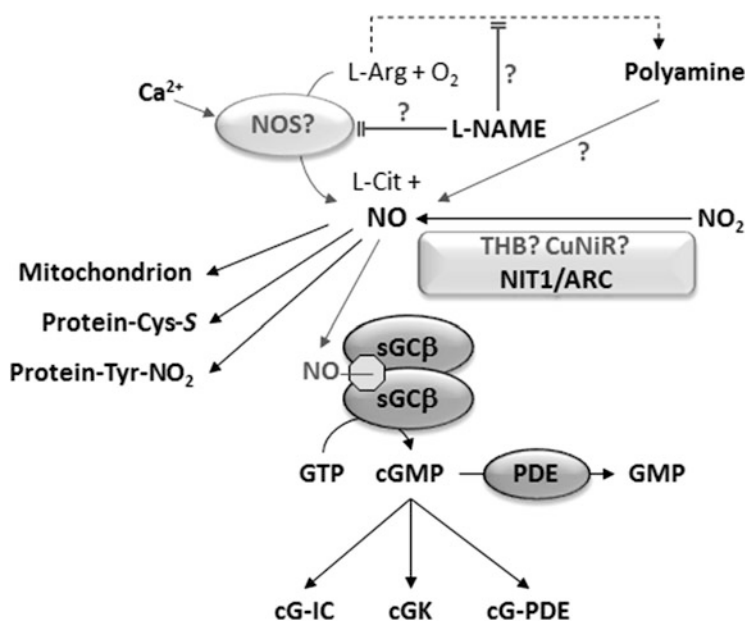 L-Arg + O₂
?
Polyamine
Ca²⁺
NOS?
?
L-NAME
?
L-Cit +
NO
NO₂
THB? CuNiR?
NIT1/ARC
Mitochondrion
Protein-Cys-S
Protein-Tyr-NO₂
sGCβ
NO
sGCβ
GTP
cGMP
PDE
GMP
cG-IC
cGK
cG-PDE